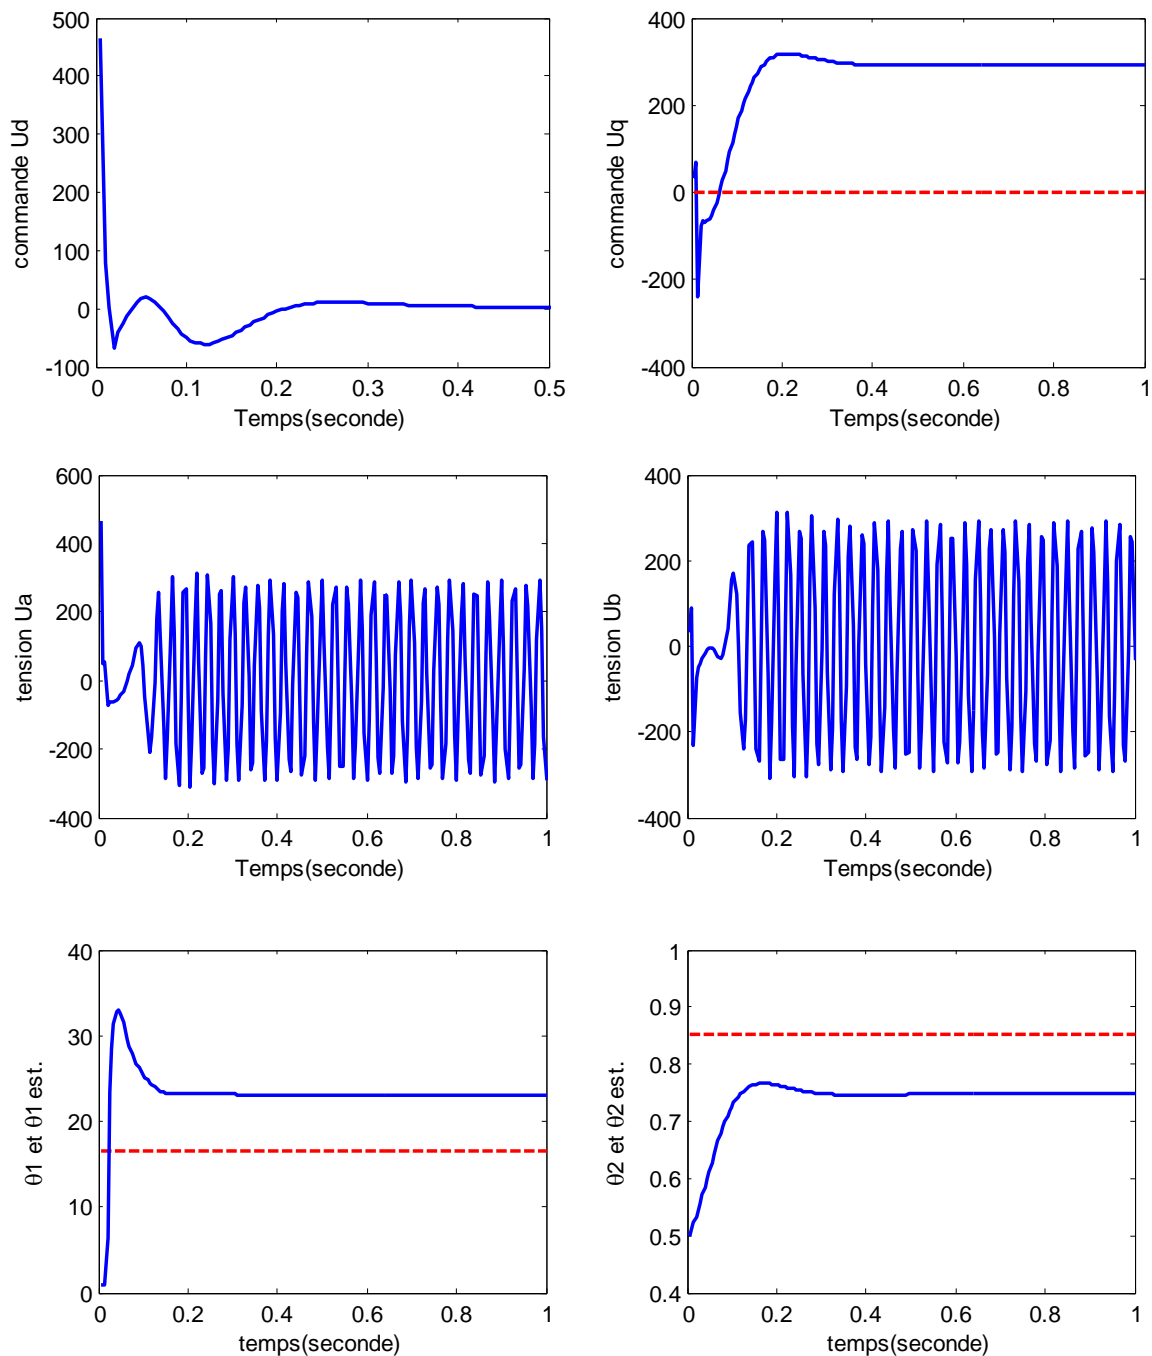 500
400
300
200
100
0
-100
commande Ud
0 0.1 0.2 0.3 0.4 0.5
Temps(seconde)
400
200
0
-200
-400
commande Uq
0 0.2 0.4 0.6 0.8 1
Temps(seconde)
600
400
200
0
-200
-400
tension Ua
0 0.2 0.4 0.6 0.8 1
Temps(seconde)
400
200
0
-200
-400
tension Ub
0 0.2 0.4 0.6 0.8 1
Temps(seconde)
40
30
20
10
0
θ1 et θ1 est.
0 0.2 0.4 0.6 0.8 1
temps(seconde)
1
0.9
0.8
0.7
0.6
0.5
0.4
θ2 et θ2 est.
0 0.2 0.4 0.6 0.8 1
temps(seconde)